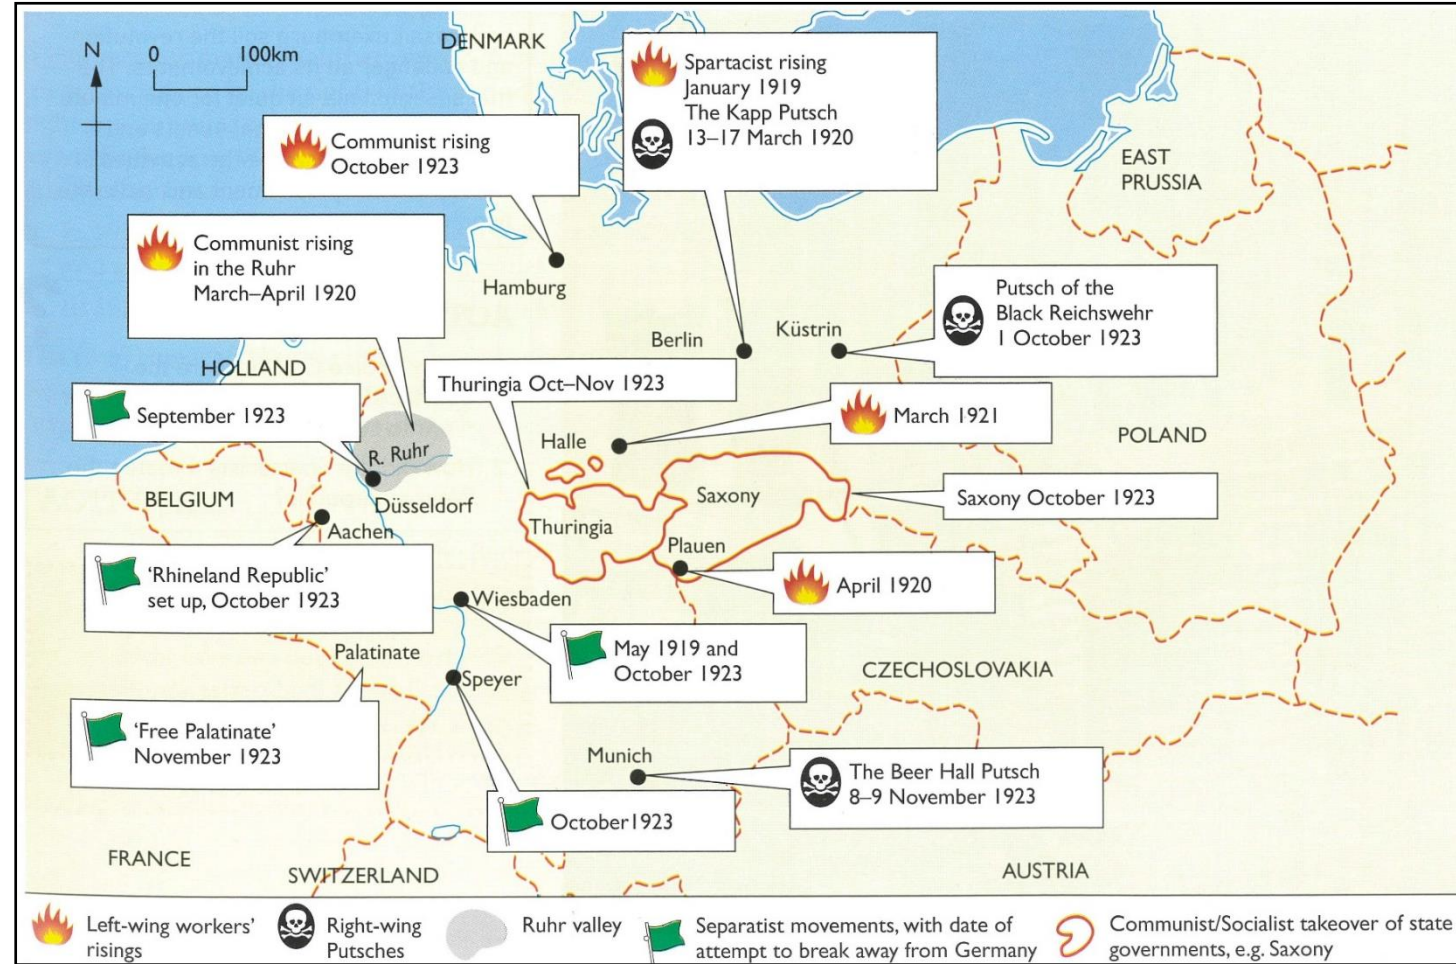 N
0 100km
DENMARK
Spartacist rising
January 1919
The Kapp Putsch
13–17 March 1920
Communist rising
October 1923
EAST
PRUSSIA
Communist rising
in the Ruhr
March–April 1920
Hamburg
Putsch of the
Black Reichswehr
1 October 1923
Berlin
Küstrin
HOLLAND
Thuringia Oct–Nov 1923
September 1923
March 1921
Halle
POLAND
R. Ruhr
BELGIUM
Düsseldorf
Saxony
Saxony October 1923
Aachen
Thuringia
Plauen
'Rhineland Republic'
set up, October 1923
April 1920
Wiesbaden
May 1919 and
October 1923
Palatinate
CZECHOSLOVAKIA
Speyer
'Free Palatinate'
November 1923
Munich
The Beer Hall Putsch
8–9 November 1923
October1923
FRANCE
SWITZERLAND
AUSTRIA
Left-wing workers'
risings
Right-wing
Putsches
Ruhr valley
Separatist movements, with date of
attempt to break away from Germany
Communist/Socialist takeover of state
governments, e.g. Saxony